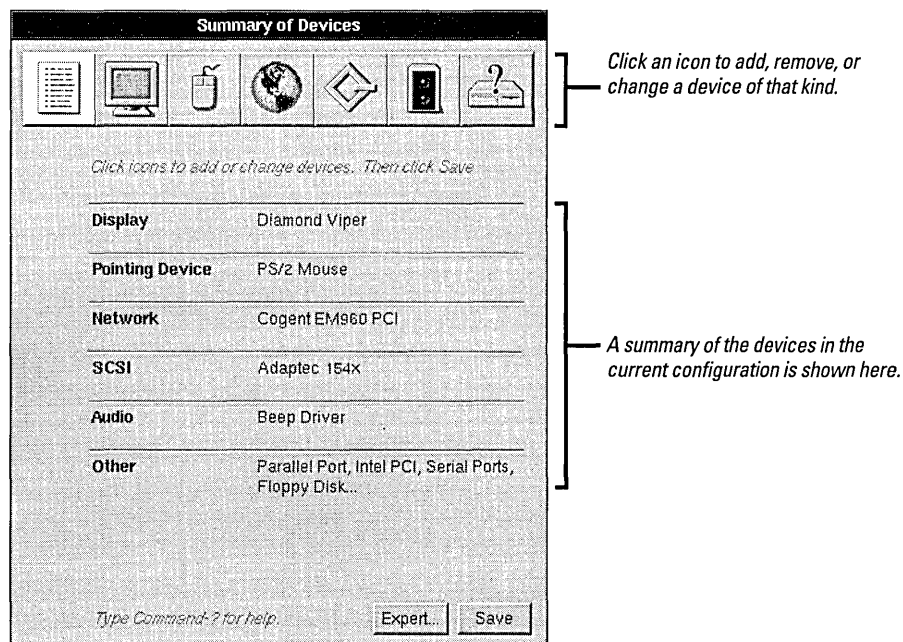 Summary of Devices
Click an icon to add, remove, or
change a device of that kind.
Click icons to add or change devices. Then click Save
Display Diamond Viper
Pointing Device PS/2 Mouse
Network Cogent EM960 PCI
SCSI Adaptec 154x
Audio Beep Driver
Other Parallel Port, Intel PCI, Serial Ports,
Floppy Disk...
A summary of the devices in the
current configuration is shown here.
Type Command-? for help.
Expert... Save